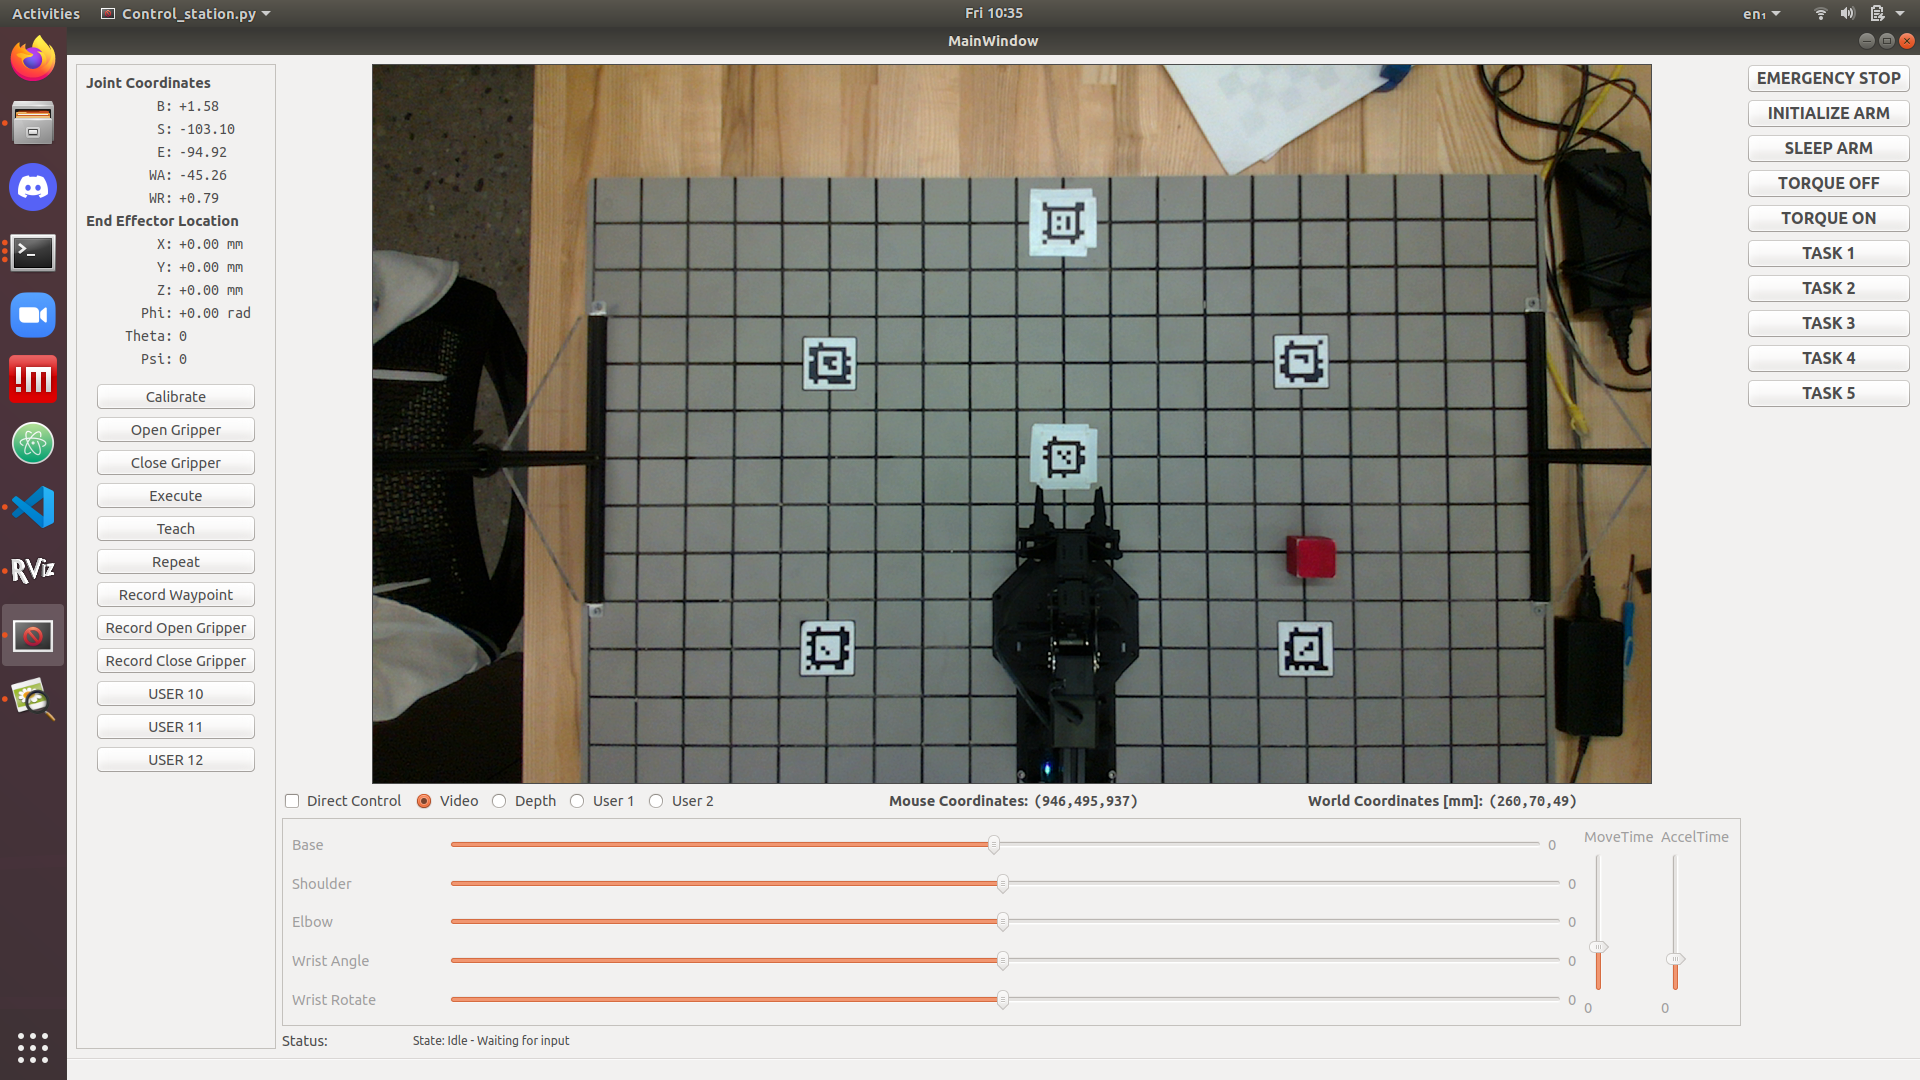 Activities
Control_station.py
Fri 10:35
en₁
MainWindow
Joint Coordinates
B: +1.58
S: -103.10
E: -94.92
WA: -45.26
WR: +0.79
End Effector Location
X: +0.00 mm
Y: +0.00 mm
Z: +0.00 mm
Phi: +0.00 rad
Theta: 0
Psi: 0
Calibrate
Open Gripper
Close Gripper
Execute
Teach
Repeat
Record Waypoint
Record Open Gripper
Record Close Gripper
USER 10
USER 11
USER 12
RViz
EMERGENCY STOP
INITIALIZE ARM
SLEEP ARM
TORQUE OFF
TORQUE ON
TASK 1
TASK 2
TASK 3
TASK 4
TASK 5
Direct Control
Video
Depth
User 1
User 2
Mouse Coordinates: (946,495,937)
World Coordinates [mm]: (260,70,49)
Base 0
Shoulder 0
Elbow 0
Wrist Angle 0
Wrist Rotate 0
MoveTime AccelTime
0 0
Status: State: Idle - Waiting for input